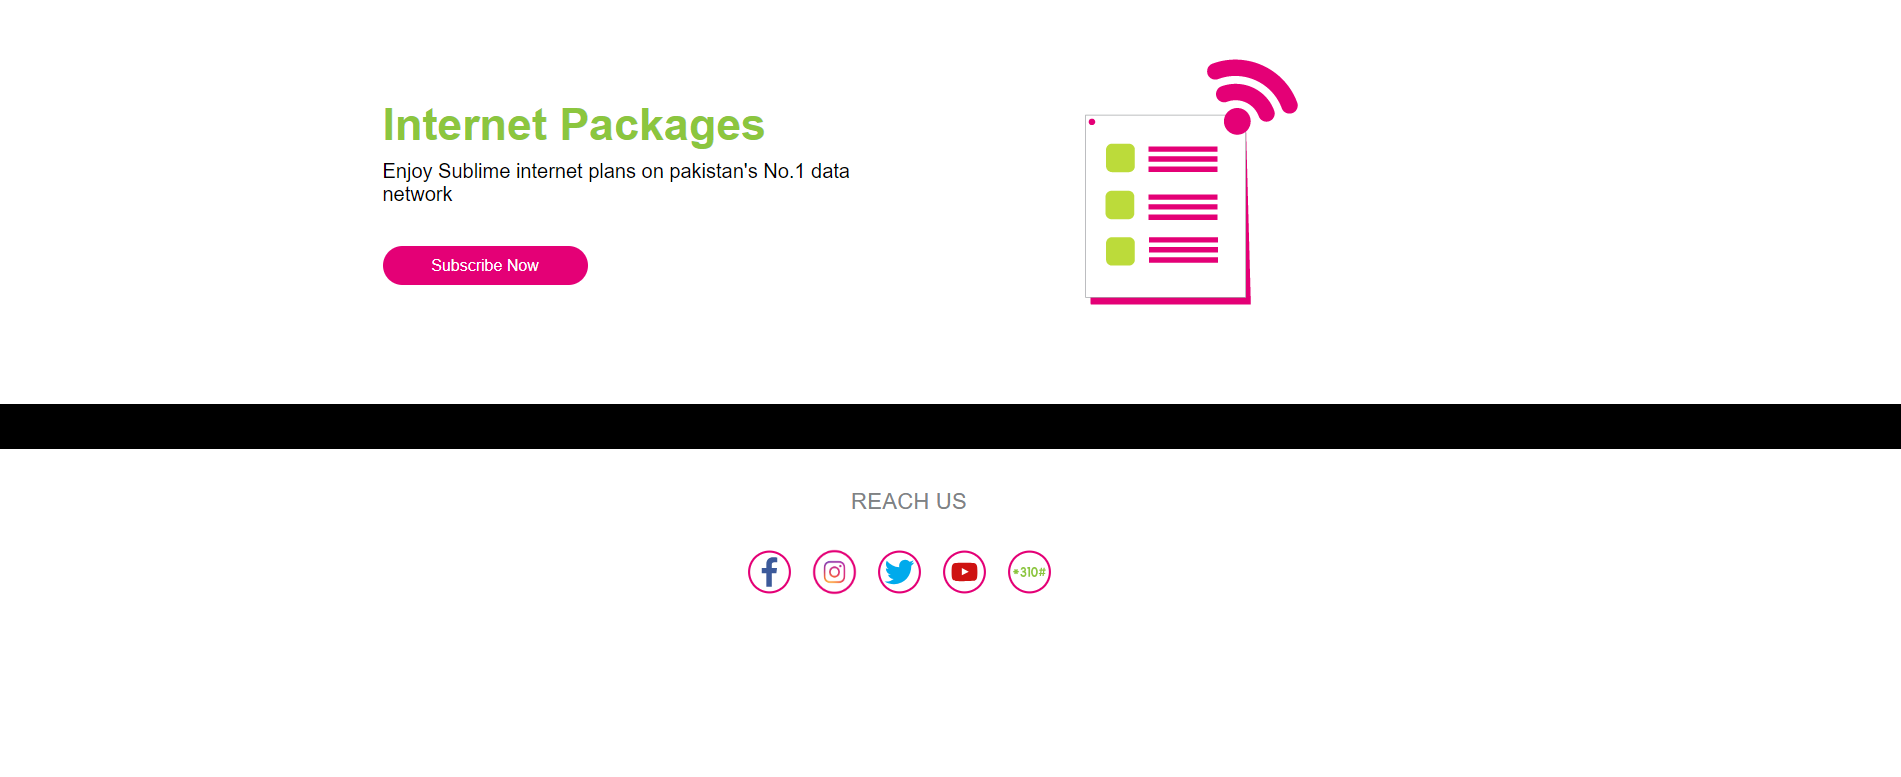 Internet Packages
Enjoy Sublime internet plans on pakistan's No.1 data
network
Subscribe Now
REACH US
*310#